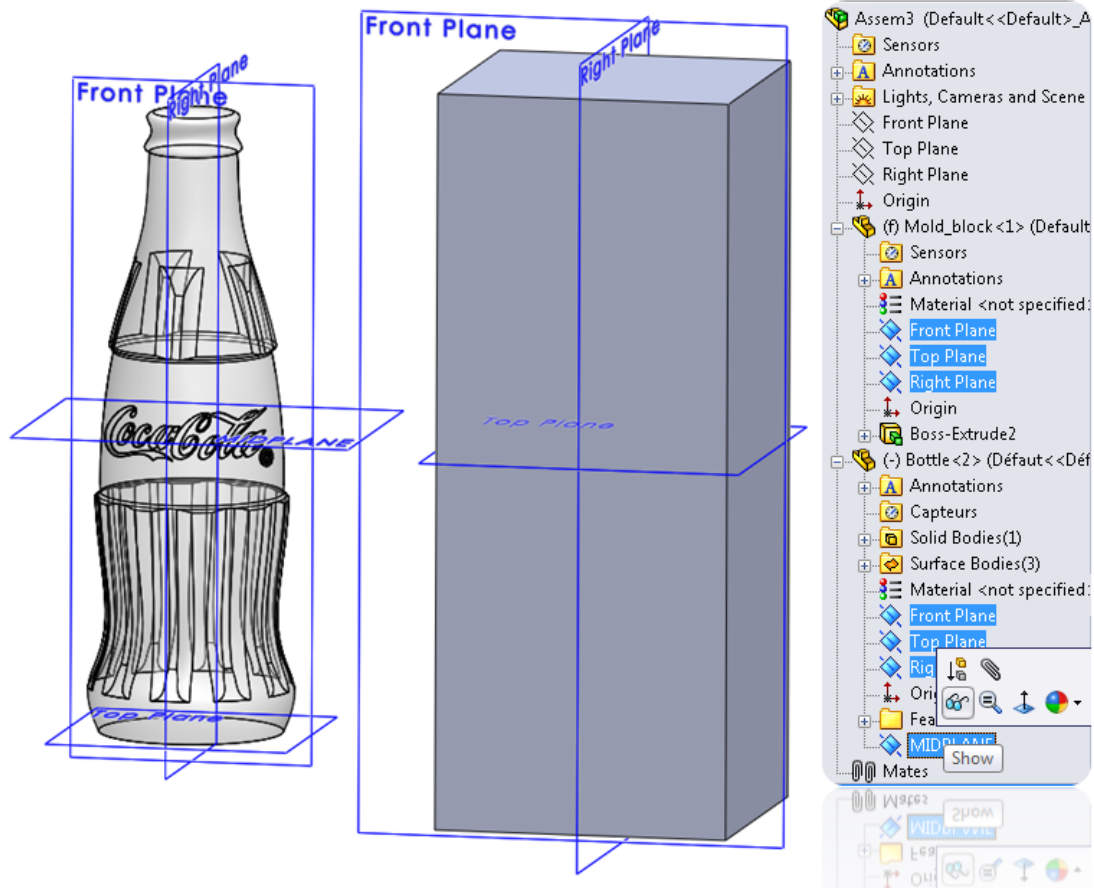 Front Plane
Right Plane
Coca-Cola
MIDPLANE
Top Plane
Front Plane
Right Plane
Top Plane
Assem3 (Default<<Default>_A
Sensors
Annotations
Lights, Cameras and Scene
Front Plane
Top Plane
Right Plane
Origin
(f) Mold_block<1> (Default
Sensors
Annotations
Material <not specified>
Front Plane
Top Plane
Right Plane
Origin
Boss-Extrude2
(-) Bottle<2> (Défaut<<Déf
Annotations
Capteurs
Solid Bodies(1)
Surface Bodies(3)
Material <not specified>
Front Plane
Top Plane
Rig
Ori
Fea
MIDPLANE
Show
Mates